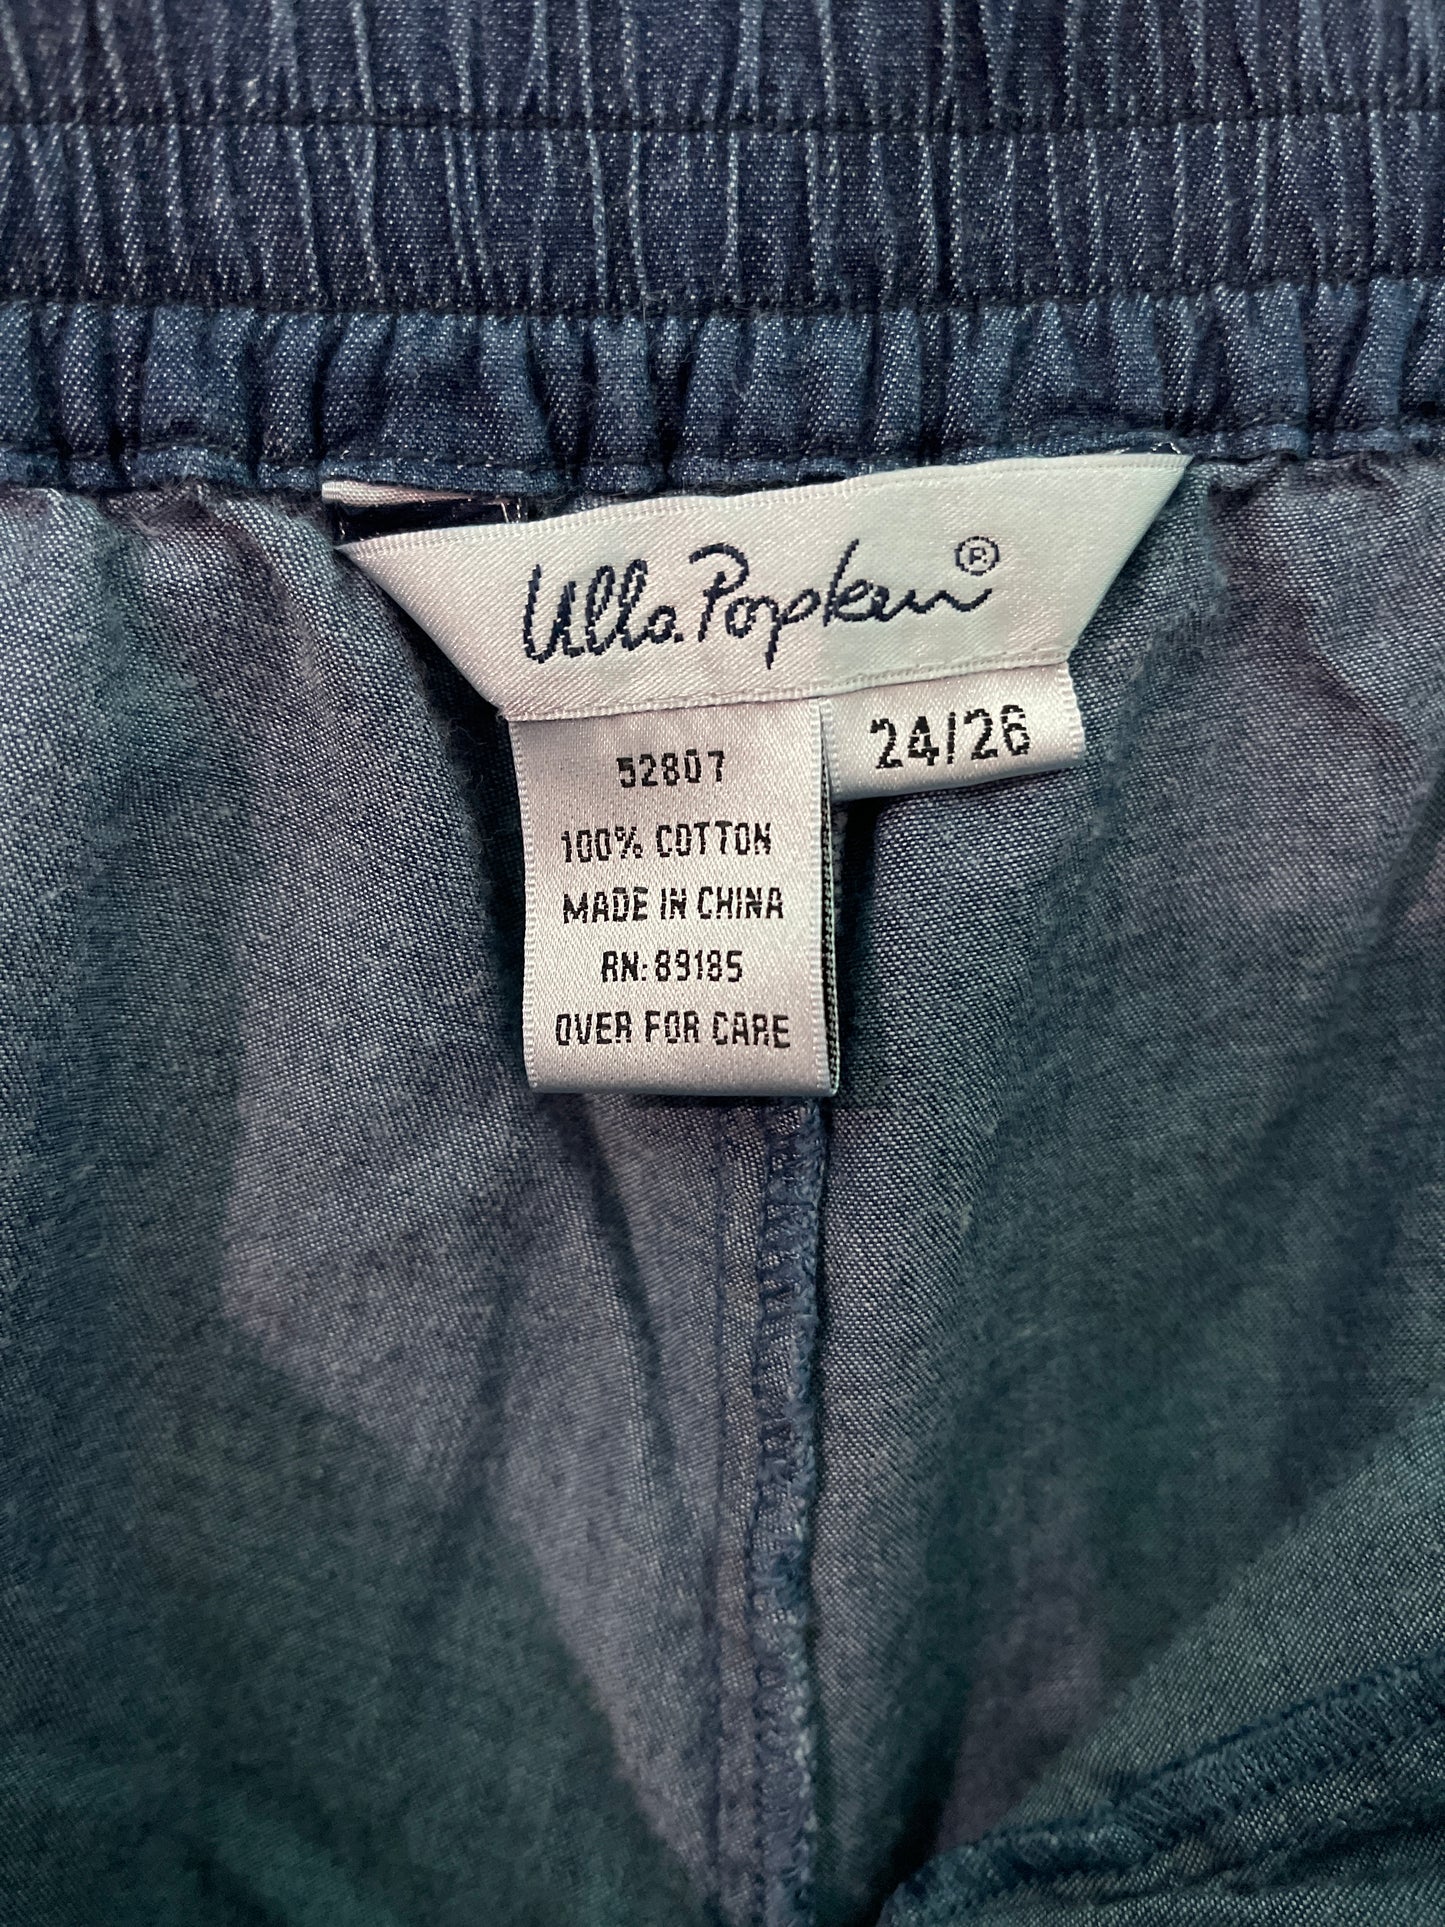 Ulla Popken®
24/26
52807
100% COTTON
MADE IN CHINA
RN: 89185
OVER FOR CARE